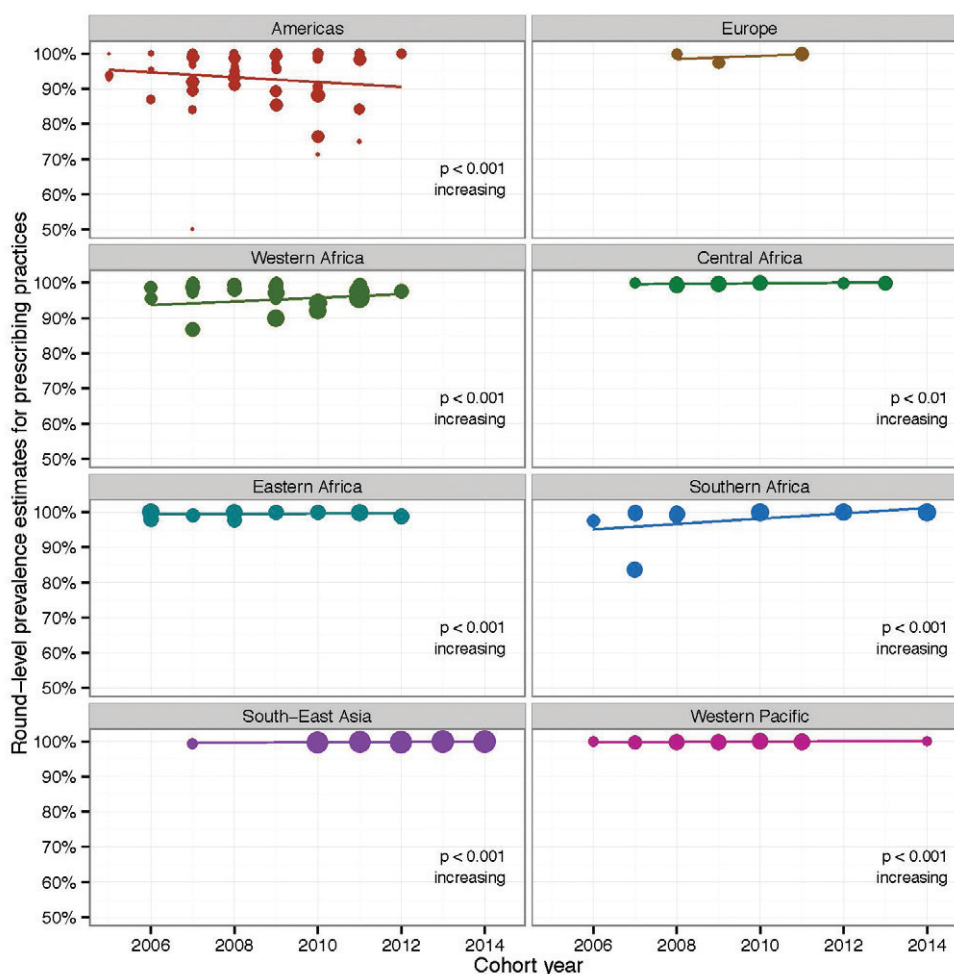 Americas
Europe
100%
90%
80%
70%
60%
50%
p < 0.001
increasing
Western Africa
Central Africa
100%
90%
80%
70%
60%
50%
p < 0.001
increasing
p < 0.01
increasing
Eastern Africa
Southern Africa
100%
90%
80%
70%
60%
50%
p < 0.001
increasing
p < 0.001
increasing
South−East Asia
Western Pacific
100%
90%
80%
70%
60%
50%
p < 0.001
increasing
p < 0.001
increasing
2006 2008 2010 2012 2014
2006 2008 2010 2012 2014
Cohort year
Round−level prevalence estimates for prescribing practices